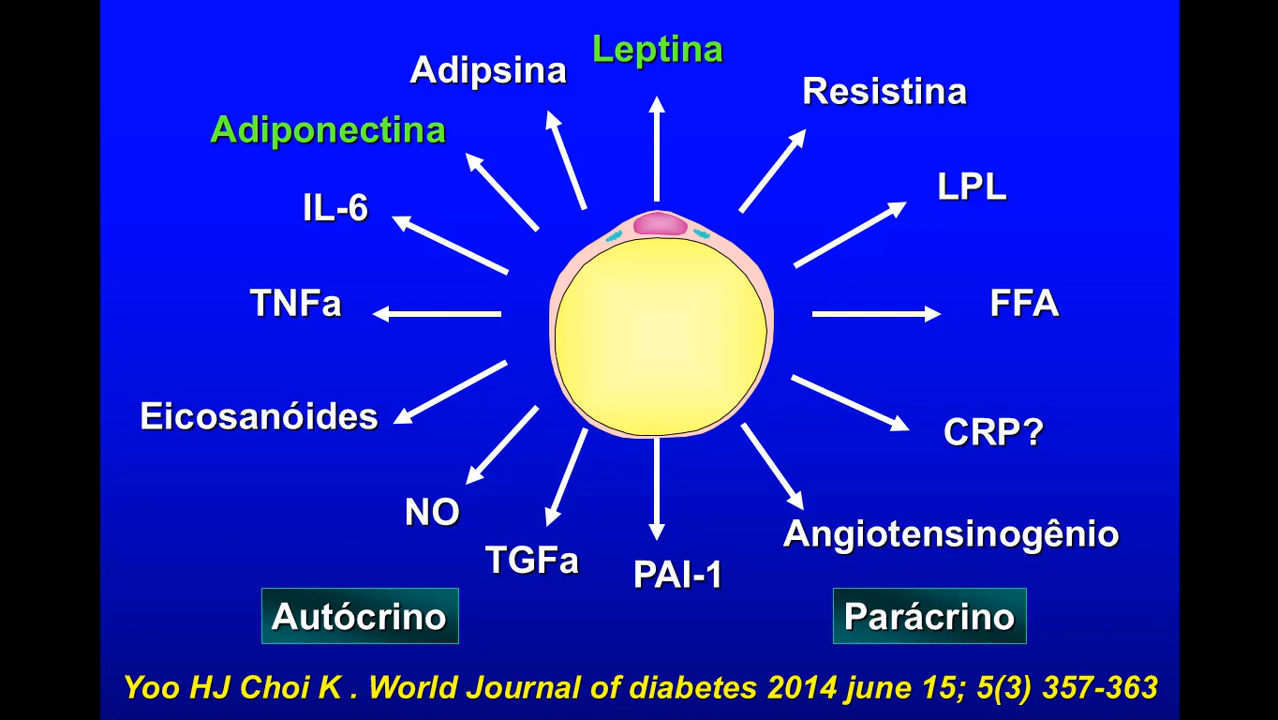 Leptina
Adipsina
Resistina
Adiponectina
LPL
IL-6
TNFa
FFA
Eicosanóides
CRP?
NO
Angiotensinogênio
TGFa
PAI-1
Autócrino
Parácrino
Yoo HJ Choi K . World Journal of diabetes 2014 june 15; 5(3) 357-363